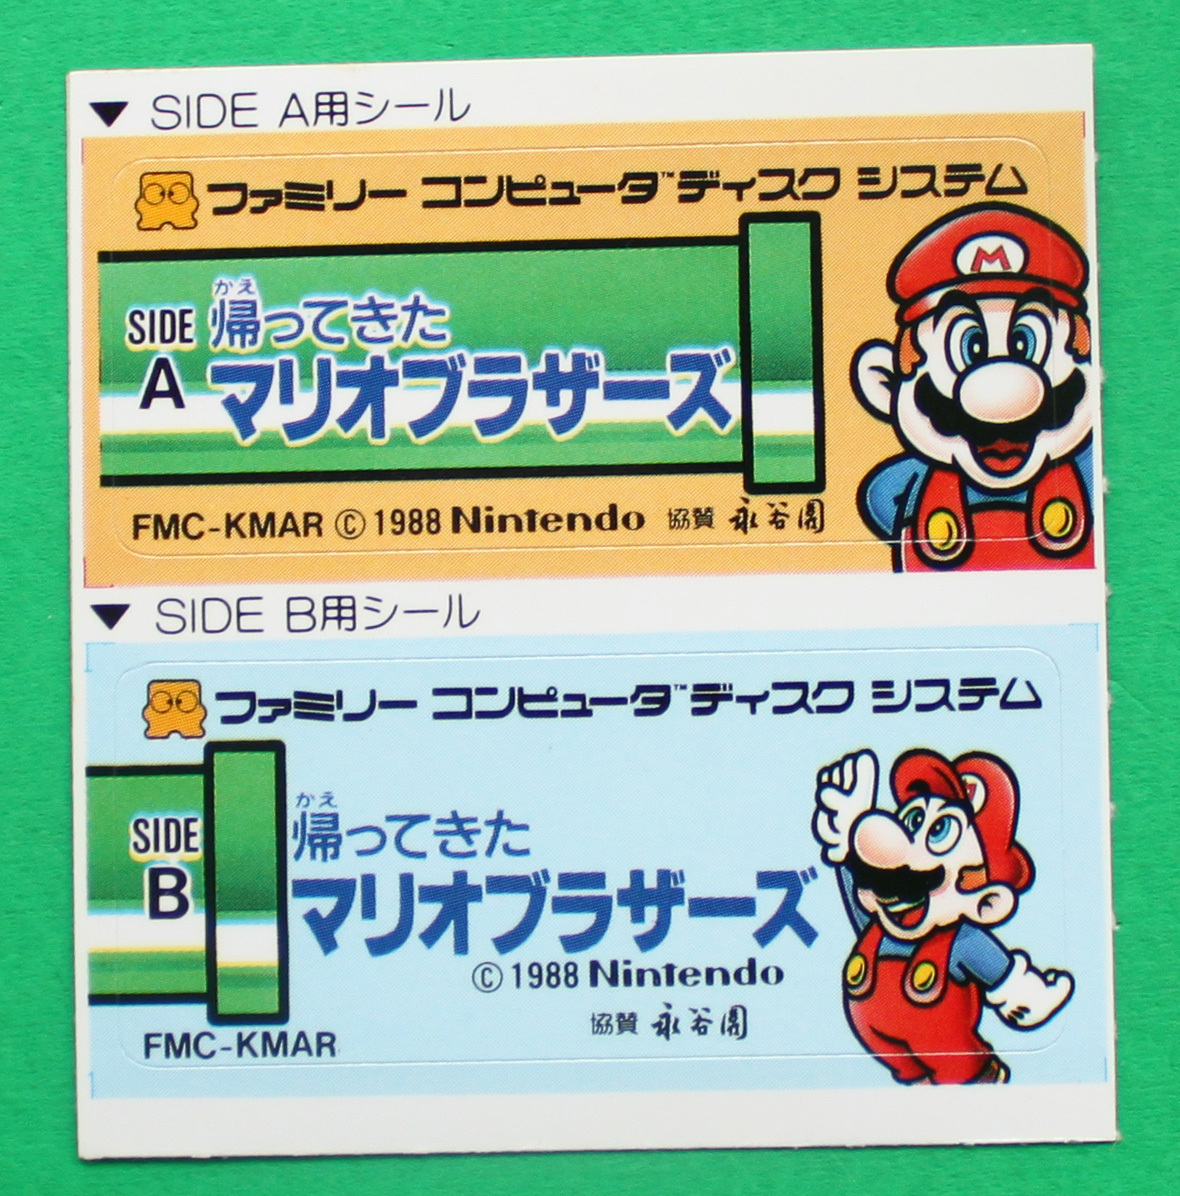 ▼ SIDE A用シール
ファミリー コンピュータ™ ディスク システム
M
かえ
SIDE 帰ってきた
A マリオブラザーズ
FMC-KMAR © 1988 Nintendo 協賛 永谷園
▼ SIDE B用シール
ファミリー コンピュータ™ ディスク システム
かえ
SIDE 帰ってきた
B マリオブラザーズ
© 1988 Nintendo
協賛 永谷園
FMC-KMAR